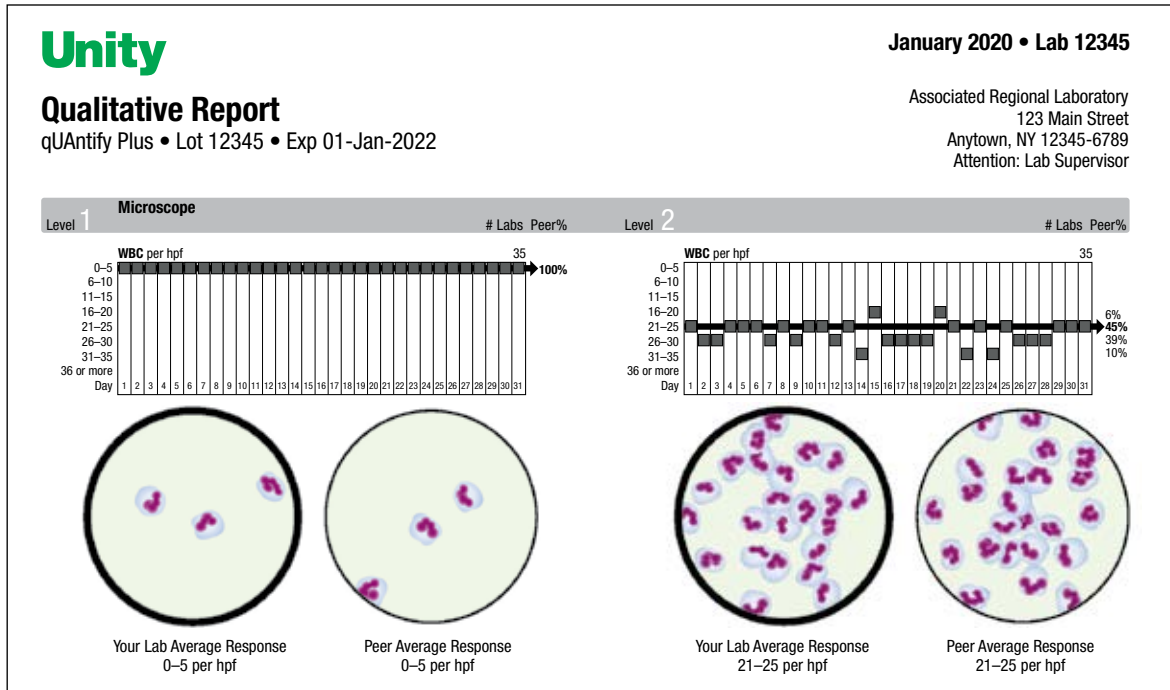 Unity
January 2020 • Lab 12345
Qualitative Report
qUAntify Plus • Lot 12345 • Exp 01-Jan-2022
Associated Regional Laboratory
123 Main Street
Anytown, NY 12345-6789
Attention: Lab Supervisor
Microscope
Level 1 # Labs Peer%
Level 2 # Labs Peer%
WBC per hpf 35
0–5 100%
6–10
11–15
16–20
21–25
26–30
31–35
36 or more
Day 1 2 3 4 5 6 7 8 9 10 11 12 13 14 15 16 17 18 19 20 21 22 23 24 25 26 27 28 29 30 31
WBC per hpf 35
0–5
6–10
11–15
16–20 6%
21–25 45%
26–30 39%
31–35 10%
36 or more
Day 1 2 3 4 5 6 7 8 9 10 11 12 13 14 15 16 17 18 19 20 21 22 23 24 25 26 27 28 29 30 31
Your Lab Average Response
0–5 per hpf
Peer Average Response
0–5 per hpf
Your Lab Average Response
21–25 per hpf
Peer Average Response
21–25 per hpf